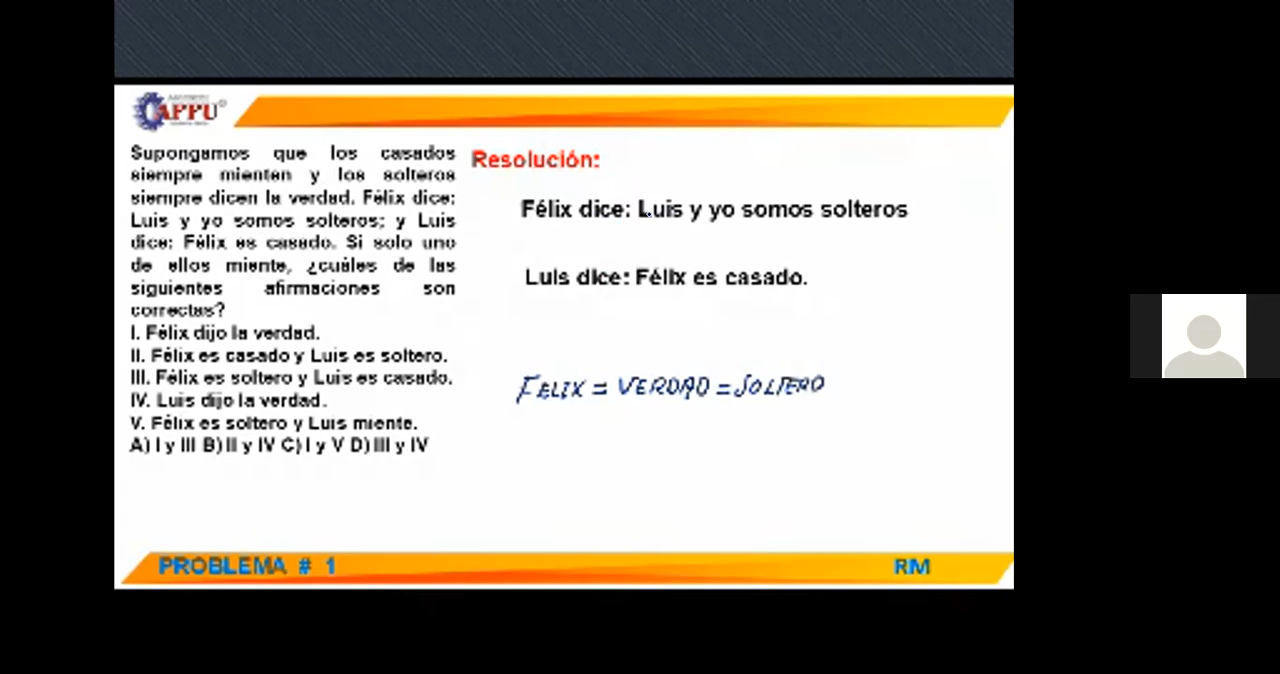 CAPPU
Supongamos que los casados
siempre mienten y los solteros
siempre dicen la verdad. Félix dice:
Luis y yo somos solteros; y Luis
dice: Félix es casado. Si solo uno
de ellos miente, ¿cuáles de las
siguientes afirmaciones son
correctas?
I. Félix dijo la verdad.
II. Félix es casado y Luis es soltero.
III. Félix es soltero y Luis es casado.
IV. Luis dijo la verdad.
V. Félix es soltero y Luis miente.
A) I y III B) II y IV C) I y V D) III y IV
Resolución:
Félix dice: Luis y yo somos solteros
Luis dice: Félix es casado.
FELIX = VERDAD = SOLTERO
PROBLEMA # 1
RM